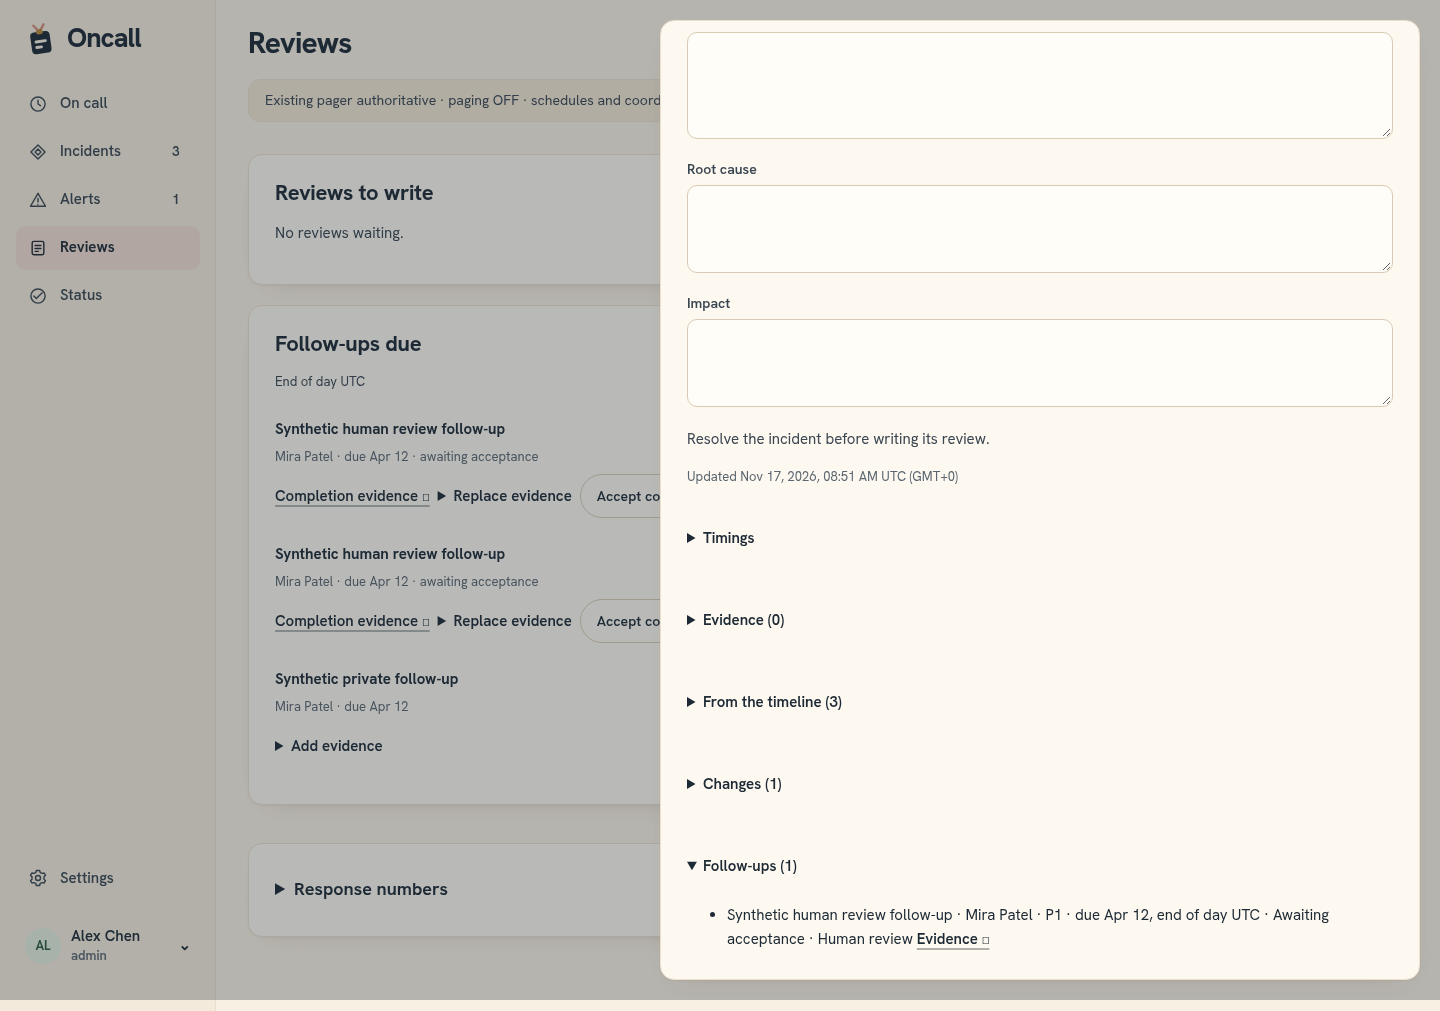 Oncall
On call
Incidents 3
Alerts 1
Reviews
Status
Settings
AL
Alex Chen
admin
Reviews
Existing pager authoritative · paging OFF · schedules and coord
Reviews to write
No reviews waiting.
Follow-ups due
End of day UTC
Synthetic human review follow-up
Mira Patel · due Apr 12 · awaiting acceptance
Completion evidence
Replace evidence
Accept co
Synthetic human review follow-up
Mira Patel · due Apr 12 · awaiting acceptance
Completion evidence
Replace evidence
Accept co
Synthetic private follow-up
Mira Patel · due Apr 12
Add evidence
Response numbers
Root cause
Impact
Resolve the incident before writing its review.
Updated Nov 17, 2026, 08:51 AM UTC (GMT+0)
Timings
Evidence (0)
From the timeline (3)
Changes (1)
Follow-ups (1)
Synthetic human review follow-up · Mira Patel · P1 · due Apr 12, end of day UTC · Awaiting
acceptance · Human review Evidence